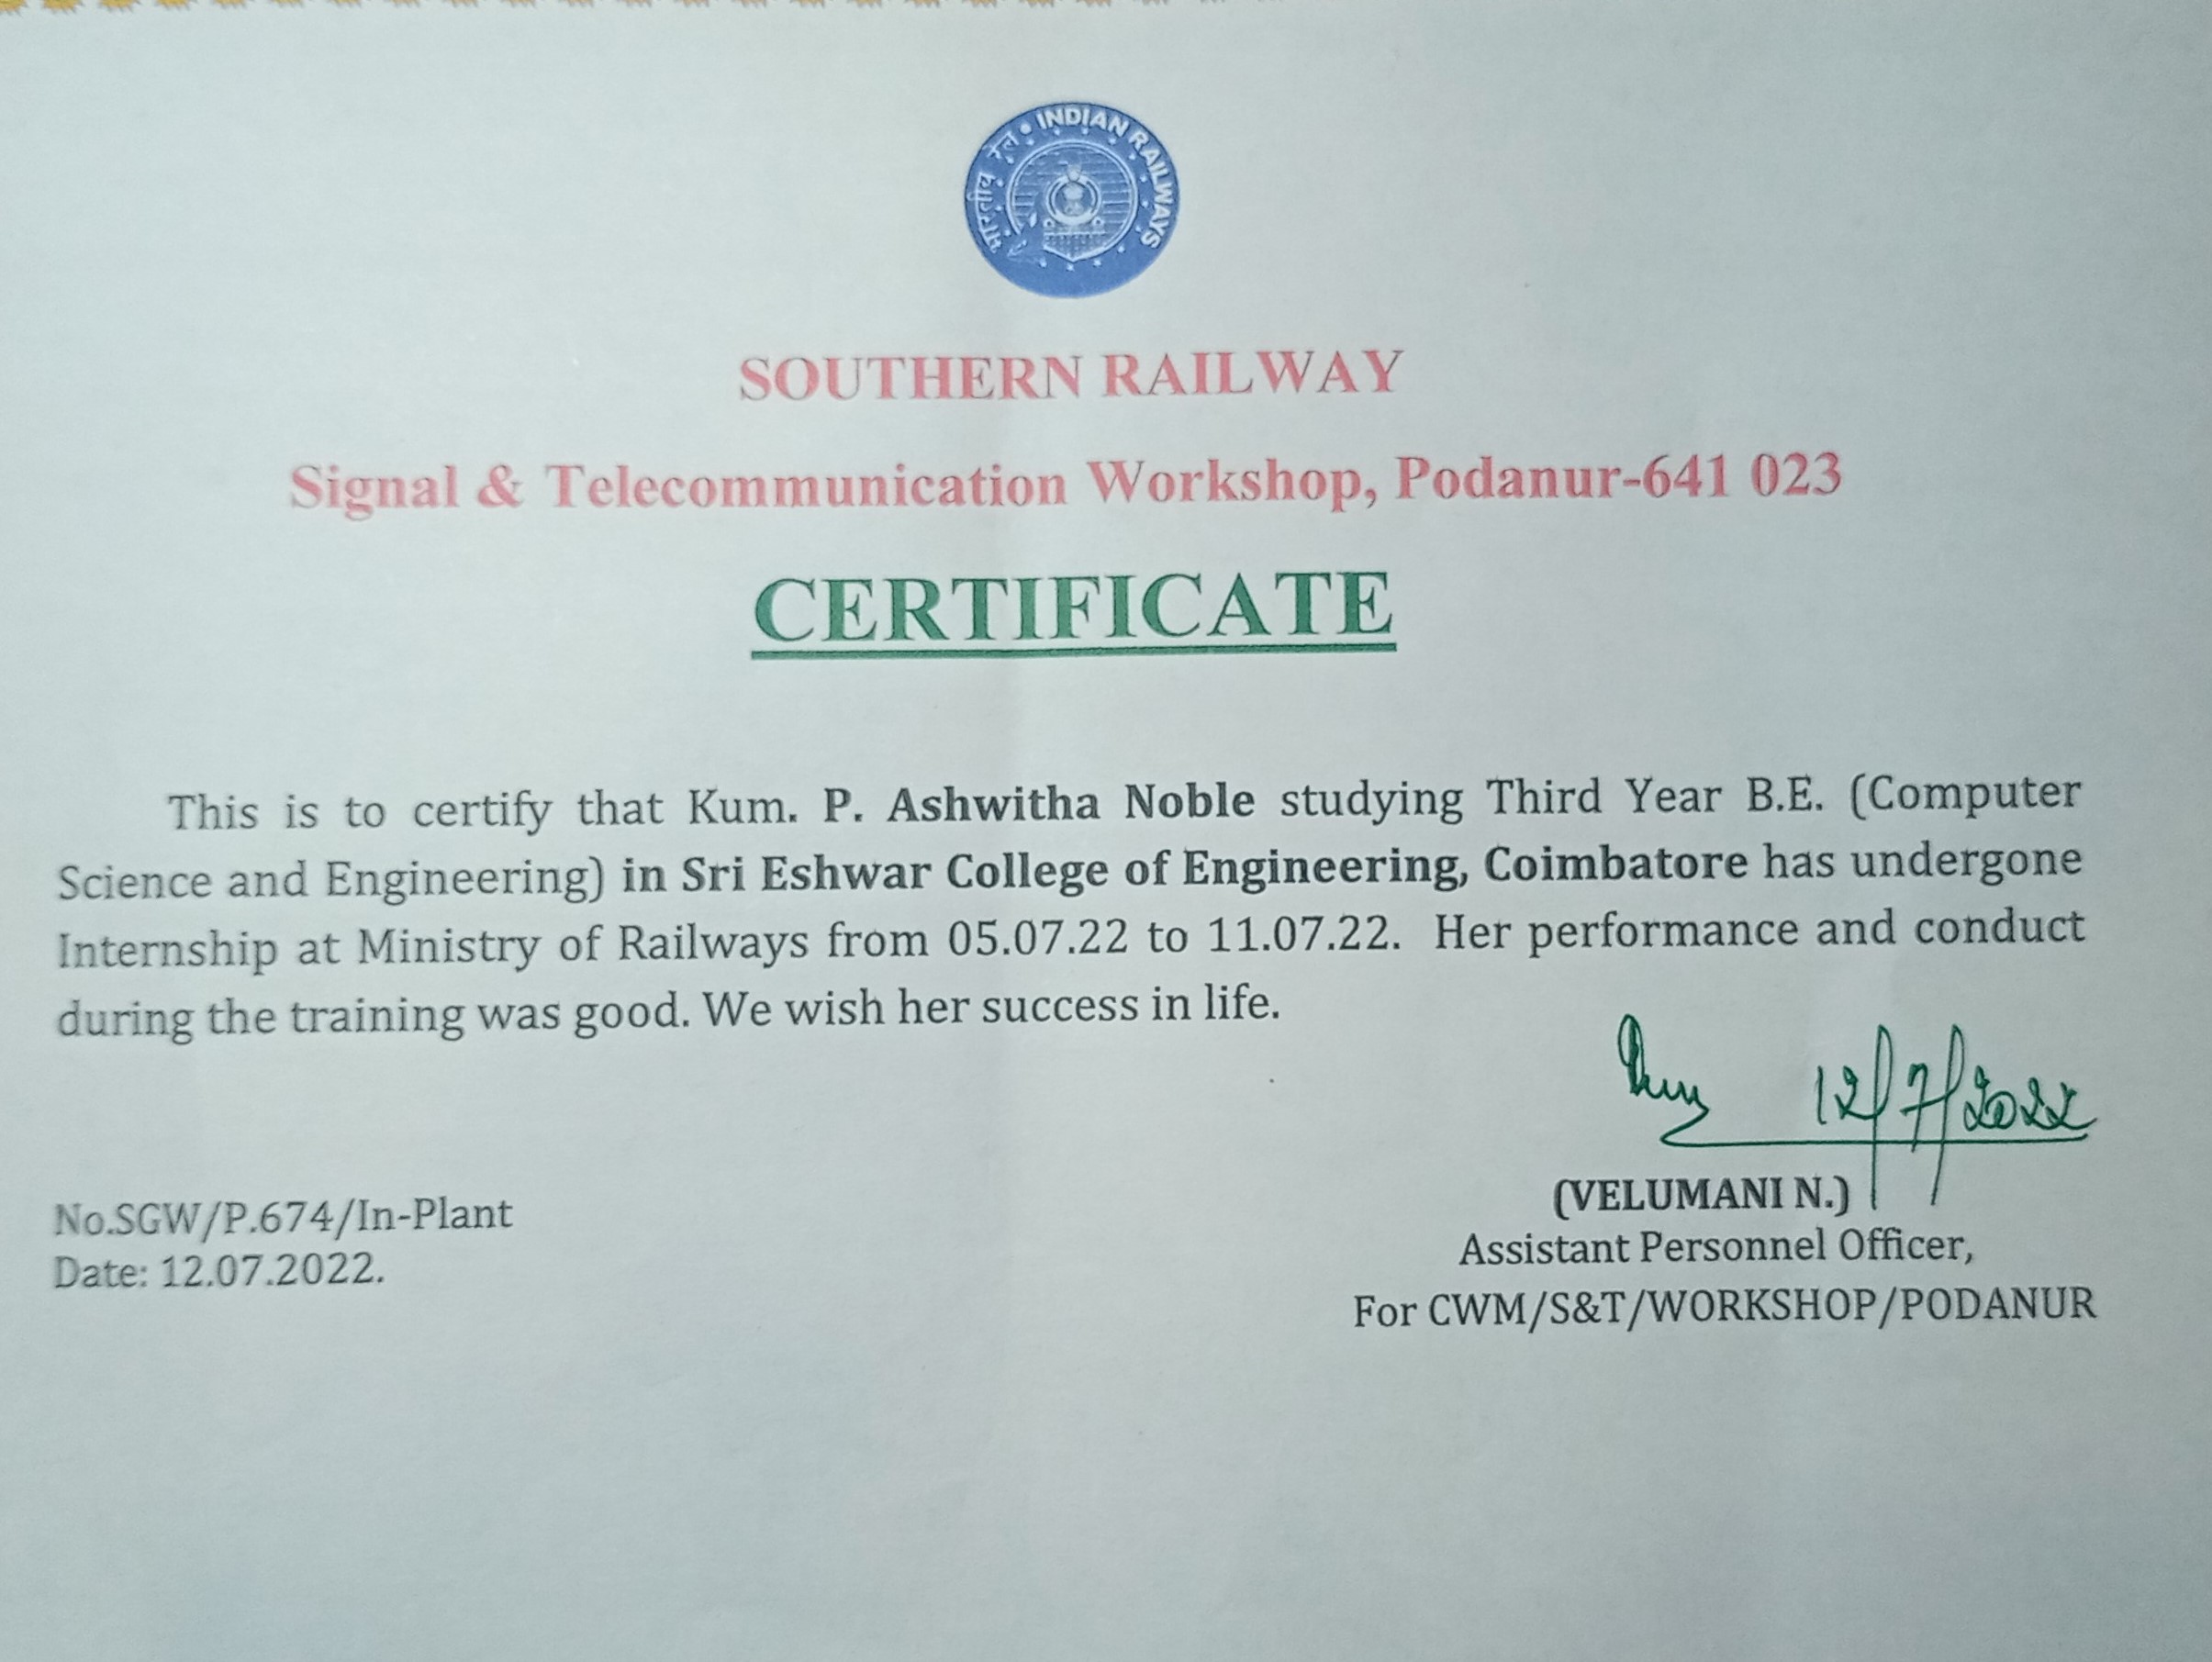 भारतीय रेल • INDIAN RAILWAYS
SOUTHERN RAILWAY
Signal & Telecommunication Workshop, Podanur-641 023
CERTIFICATE
This is to certify that Kum. P. Ashwitha Noble studying Third Year B.E. (Computer
Science and Engineering) in Sri Eshwar College of Engineering, Coimbatore has undergone
Internship at Ministry of Railways from 05.07.22 to 11.07.22. Her performance and conduct
during the training was good. We wish her success in life.
12/7/2022
(VELUMANI N.)
Assistant Personnel Officer,
For CWM/S&T/WORKSHOP/PODANUR
No.SGW/P.674/In-Plant
Date: 12.07.2022.